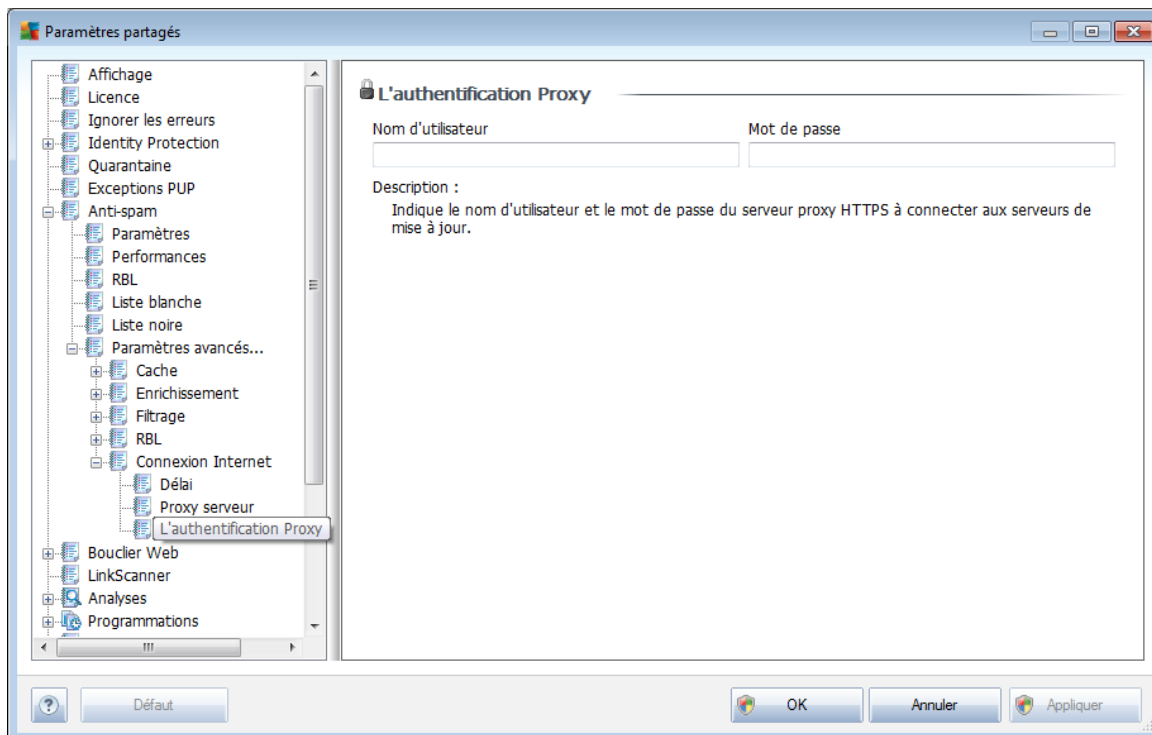 Paramètres partagés
Affichage
Licence
Ignorer les erreurs
Identity Protection
Quarantaine
Exceptions PUP
Anti-spam
Paramètres
Performances
RBL
Liste blanche
Liste noire
Paramètres avancés...
Cache
Enrichissement
Filtrage
RBL
Connexion Internet
Délai
Proxy serveur
L'authentification Proxy
Bouclier Web
LinkScanner
Analyses
Programmations
L'authentification Proxy
Nom d'utilisateur
Mot de passe
Description :
Indique le nom d'utilisateur et le mot de passe du serveur proxy HTTPS à connecter aux serveurs de
mise à jour.
?
Défaut
OK
Annuler
Appliquer